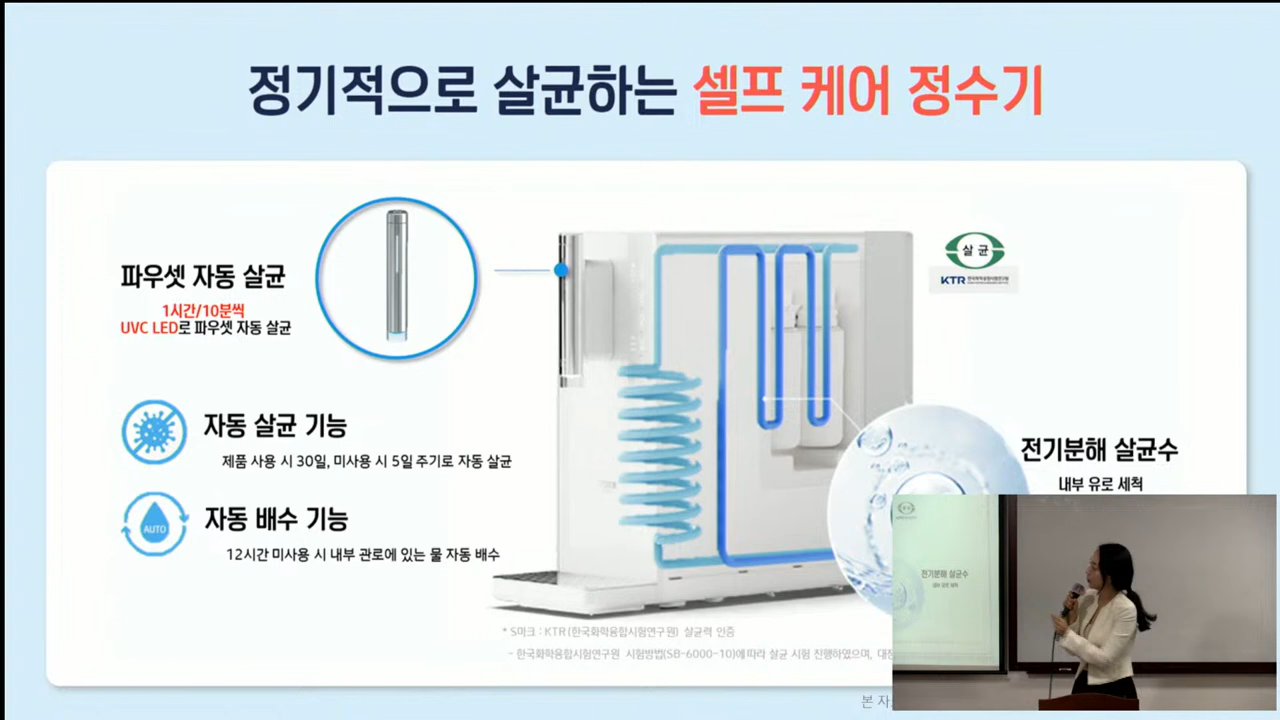 정기적으로 살균하는 셀프 케어 정수기
파우셋 자동 살균
1시간/10분씩
UVC LED로 파우셋 자동 살균
자동 살균 기능
제품 사용 시 30일, 미사용 시 5일 주기로 자동 살균
AUTO
자동 배수 기능
12시간 미사용 시 내부 관로에 있는 물 자동 배수
살균
KTR 한국화학융합시험연구원
전기분해 살균수
내부 유로 세척
* S마크 : KTR(한국화학융합시험연구원) 살균력 인증
- 한국화학융합시험연구원 시험방법(SB-6000-10)에 따라 살균 시험 진행하였으며,
본
전기분해 살균수
내부 유로 세척